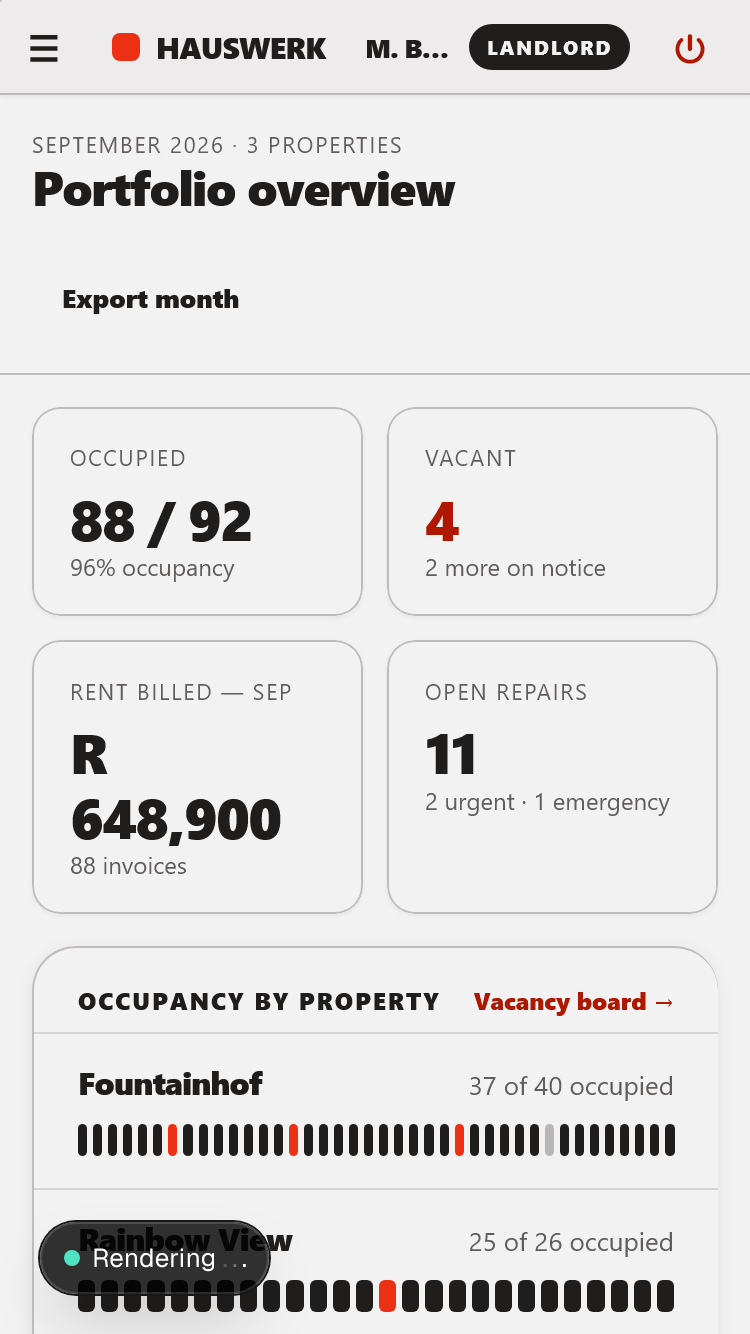 HAUSWERK M. B... LANDLORD
SEPTEMBER 2026 · 3 PROPERTIES
Portfolio overview
Export month
OCCUPIED
88 / 92
96% occupancy
VACANT
4
2 more on notice
RENT BILLED — SEP
R
648,900
88 invoices
OPEN REPAIRS
11
2 urgent · 1 emergency
OCCUPANCY BY PROPERTY Vacancy board →
Fountainhof 37 of 40 occupied
Rainbow View 25 of 26 occupied
Rendering ...